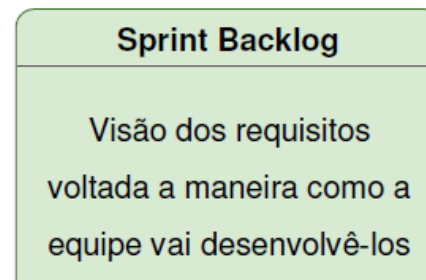 Sprint Backlog
Visão dos requisitos
voltada a maneira como a
equipe vai desenvolvê-los